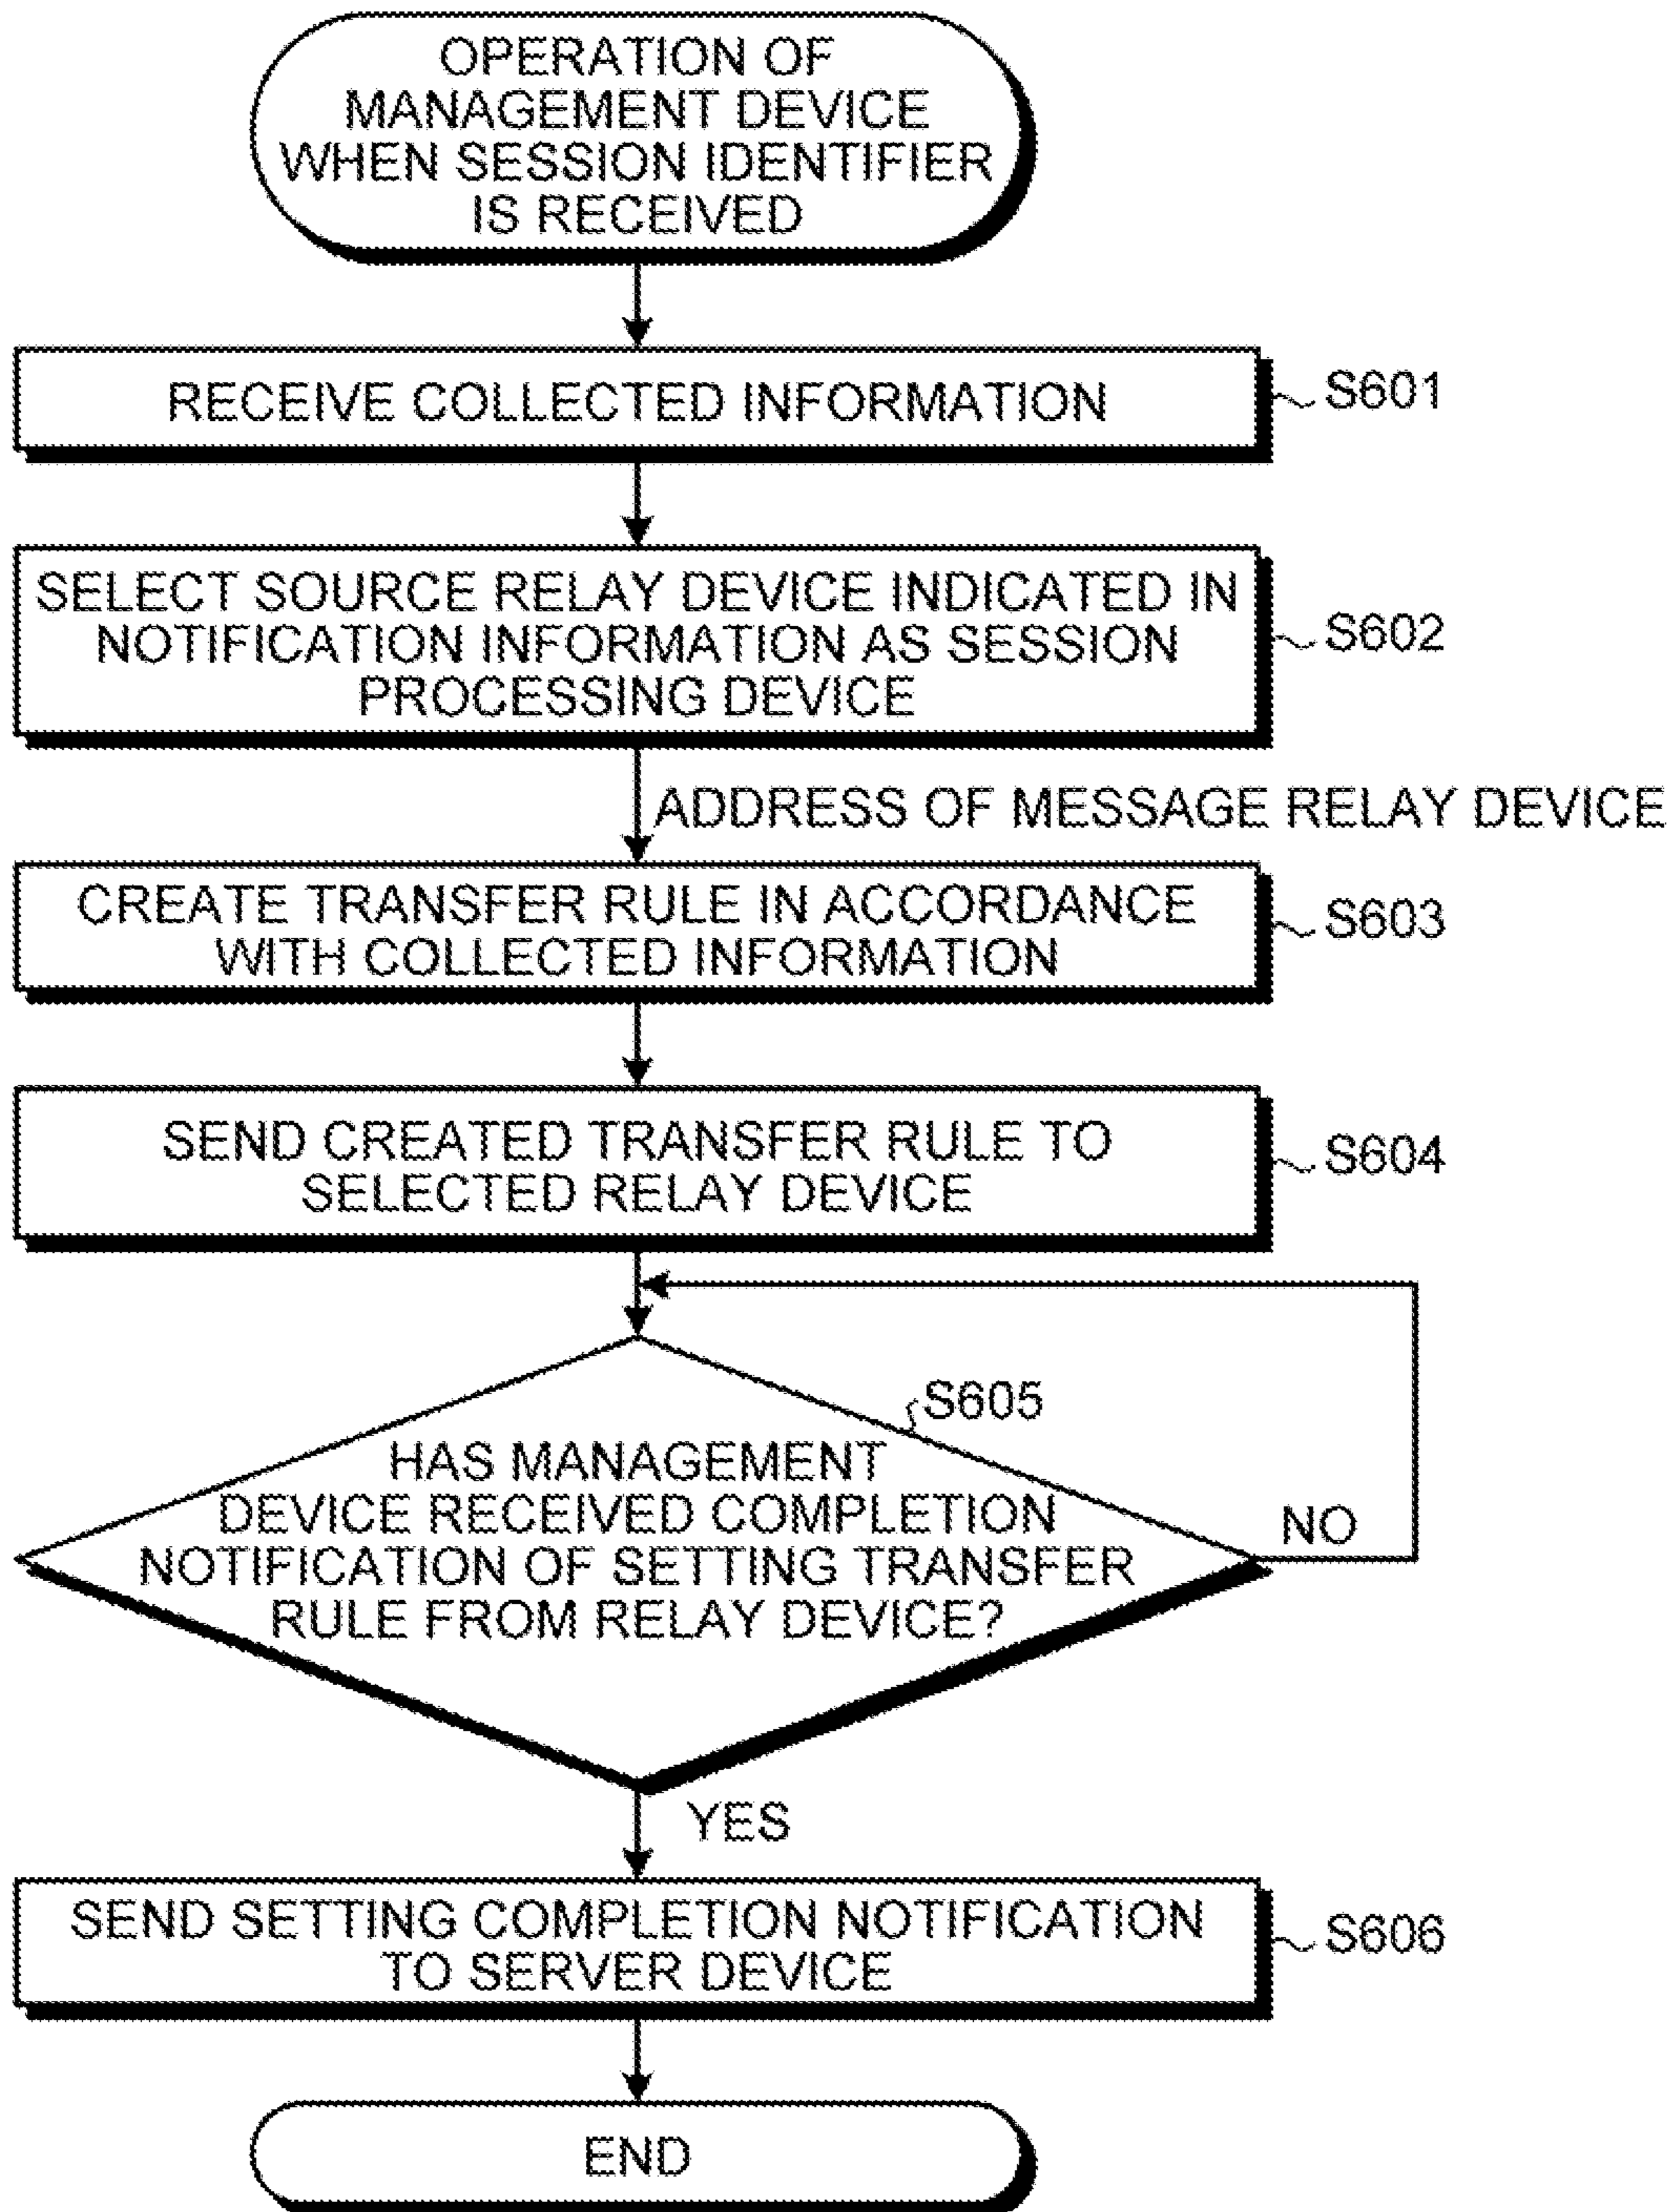 OPERATION OF
MANAGEMENT DEVICE
WHEN SESSION IDENTIFIER
IS RECEIVED
RECEIVE COLLECTED INFORMATION
S601
SELECT SOURCE RELAY DEVICE INDICATED IN
NOTIFICATION INFORMATION AS SESSION
PROCESSING DEVICE
S602
ADDRESS OF MESSAGE RELAY DEVICE
CREATE TRANSFER RULE IN ACCORDANCE
WITH COLLECTED INFORMATION
S603
SEND CREATED TRANSFER RULE TO
SELECTED RELAY DEVICE
S604
S605
HAS MANAGEMENT
DEVICE RECEIVED COMPLETION
NOTIFICATION OF SETTING TRANSFER
RULE FROM RELAY DEVICE?
NO
YES
SEND SETTING COMPLETION NOTIFICATION
TO SERVER DEVICE
S606
END